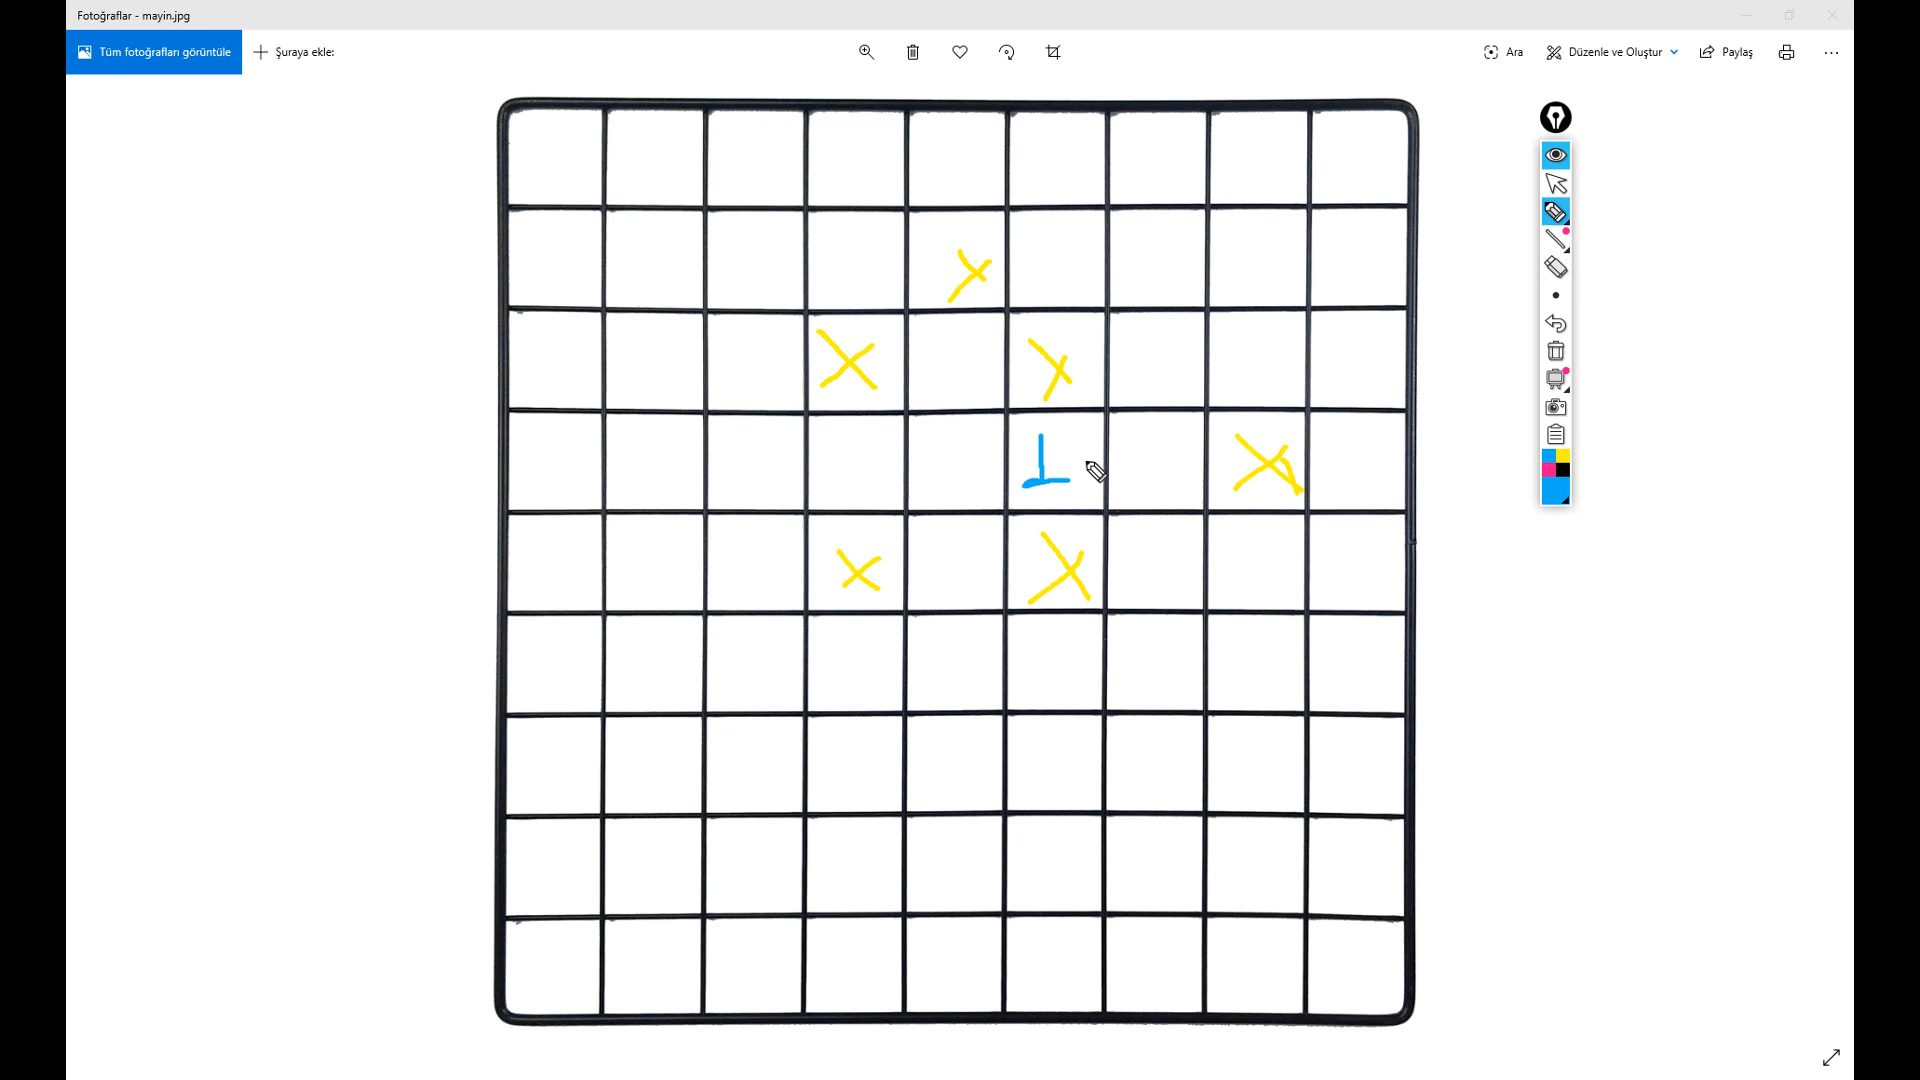 Fotoğraflar - mayin.jpg
Tüm fotoğrafları görüntüle
Şuraya ekle:
Ara
Düzenle ve Oluştur
Paylaş
X
X X
X
X X